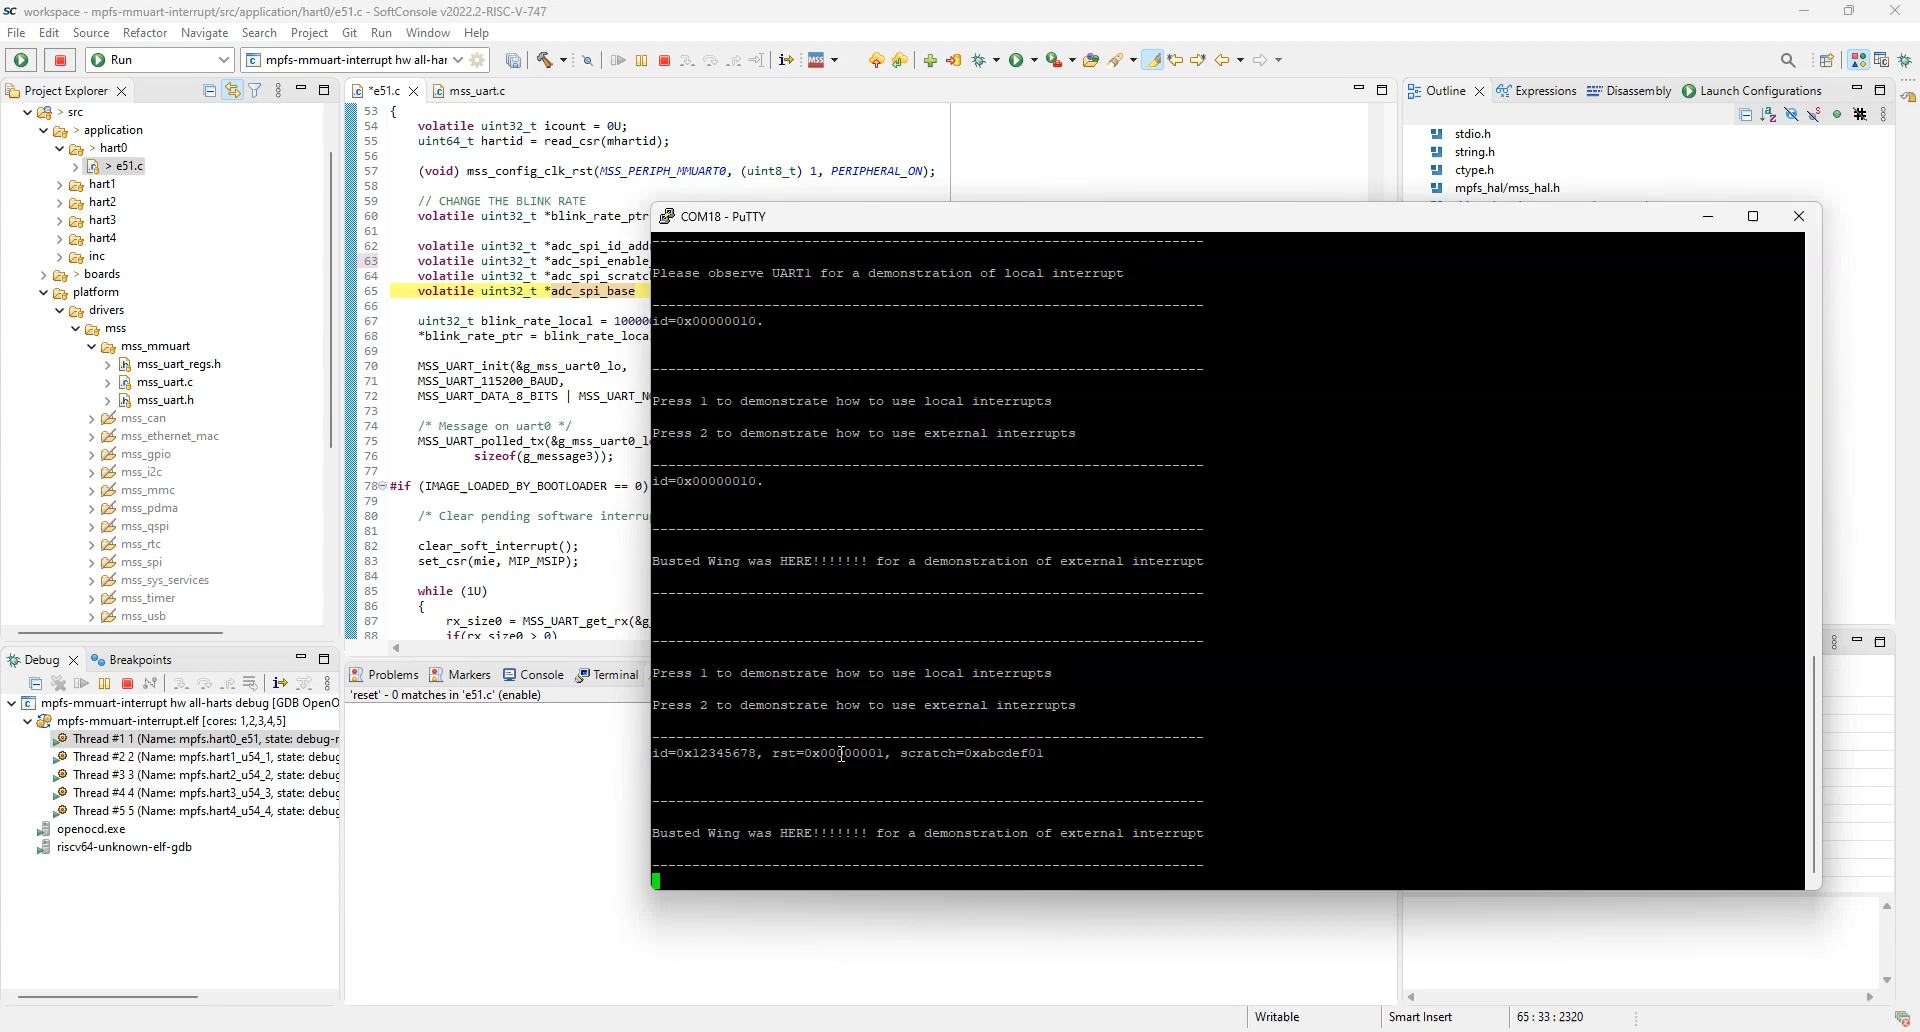 workspace - mpfs-mmuart-interrupt/src/application/hart0/e51.c - SoftConsole v2022.2-RISC-V-747
File Edit Source Refactor Navigate Search Project Git Run Window Help
Run
mpfs-mmuart-interrupt hw all-har
Project Explorer
> src
> application
> hart0
> e51.c
hart1
hart2
hart3
hart4
inc
> boards
platform
drivers
mss
mss_mmuart
mss_uart_regs.h
mss_uart.c
mss_uart.h
mss_can
mss_ethernet_mac
mss_gpio
mss_i2c
mss_mmc
mss_pdma
mss_qspi
mss_rtc
mss_spi
mss_sys_services
mss_timer
mss_usb
*e51.c mss_uart.c
53 {
54 volatile uint32_t icount = 0U;
55 uint64_t hartid = read_csr(mhartid);
56
57 (void) mss_config_clk_rst(MSS_PERIPH_MMUART0, (uint8_t) 1, PERIPHERAL_ON);
58
59 // CHANGE THE BLINK RATE
60 volatile uint32_t *blink_rate_ptr
61
62 volatile uint32_t *adc_spi_id_add
63 volatile uint32_t *adc_spi_enable_
64 volatile uint32_t *adc_spi_scratc
65 volatile uint32_t *adc_spi_base
66
67 uint32_t blink_rate_local = 10000
68 *blink_rate_ptr = blink_rate_loca
69
70 MSS_UART_init(&g_mss_uart0_lo,
71 MSS_UART_115200_BAUD,
72 MSS_UART_DATA_8_BITS | MSS_UART_N
73
74 /* Message on uart0 */
75 MSS_UART_polled_tx(&g_mss_uart0_l
76 sizeof(g_message3));
77
78 #if (IMAGE_LOADED_BY_BOOTLOADER == 0)
79
80 /* Clear pending software interru
81
82 clear_soft_interrupt();
83 set_csr(mie, MIP_MSIP);
84
85 while (1U)
86 {
87 rx_size0 = MSS_UART_get_rx(&g
88 if(rx_size0 > 0)
Outline Expressions Disassembly Launch Configurations
stdio.h
string.h
ctype.h
mpfs_hal/mss_hal.h
COM18 - PuTTY
---------------------------------------------------------------------
Please observe UART1 for a demonstration of local interrupt
---------------------------------------------------------------------
id=0x00000010.
---------------------------------------------------------------------
Press 1 to demonstrate how to use local interrupts
Press 2 to demonstrate how to use external interrupts
---------------------------------------------------------------------
id=0x00000010.
---------------------------------------------------------------------
Busted Wing was HERE!!!!!!! for a demonstration of external interrupt
---------------------------------------------------------------------
---------------------------------------------------------------------
Press 1 to demonstrate how to use local interrupts
Press 2 to demonstrate how to use external interrupts
---------------------------------------------------------------------
id=0x12345678, rst=0x00000001, scratch=0xabcdef01
---------------------------------------------------------------------
Busted Wing was HERE!!!!!!! for a demonstration of external interrupt
---------------------------------------------------------------------
Debug Breakpoints
mpfs-mmuart-interrupt hw all-harts debug [GDB OpenO
mpfs-mmuart-interrupt.elf [cores: 1,2,3,4,5]
Thread #1 1 (Name: mpfs.hart0_e51, state: debug-r
Thread #2 2 (Name: mpfs.hart1_u54_1, state: debug
Thread #3 3 (Name: mpfs.hart2_u54_2, state: debug
Thread #4 4 (Name: mpfs.hart3_u54_3, state: debug
Thread #5 5 (Name: mpfs.hart4_u54_4, state: debug
openocd.exe
riscv64-unknown-elf-gdb
Problems Markers Console Terminal
'reset' - 0 matches in 'e51.c' (enable)
Writable Smart Insert 65 : 33 : 2320